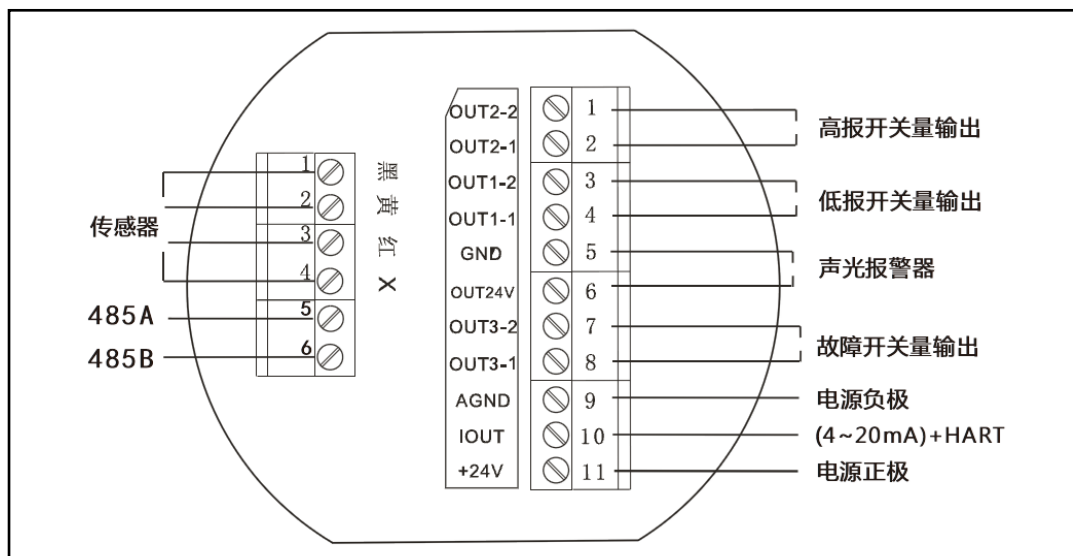 传感器
485A
485B
1
2
3
4
5
6
黑
黄
红
X
OUT2-2
OUT2-1
OUT1-2
OUT1-1
GND
OUT24V
OUT3-2
OUT3-1
AGND
IOUT
+24V
1
2
3
4
5
6
7
8
9
10
11
高报开关量输出
低报开关量输出
声光报警器
故障开关量输出
电源负极
(4~20mA)+HART
电源正极